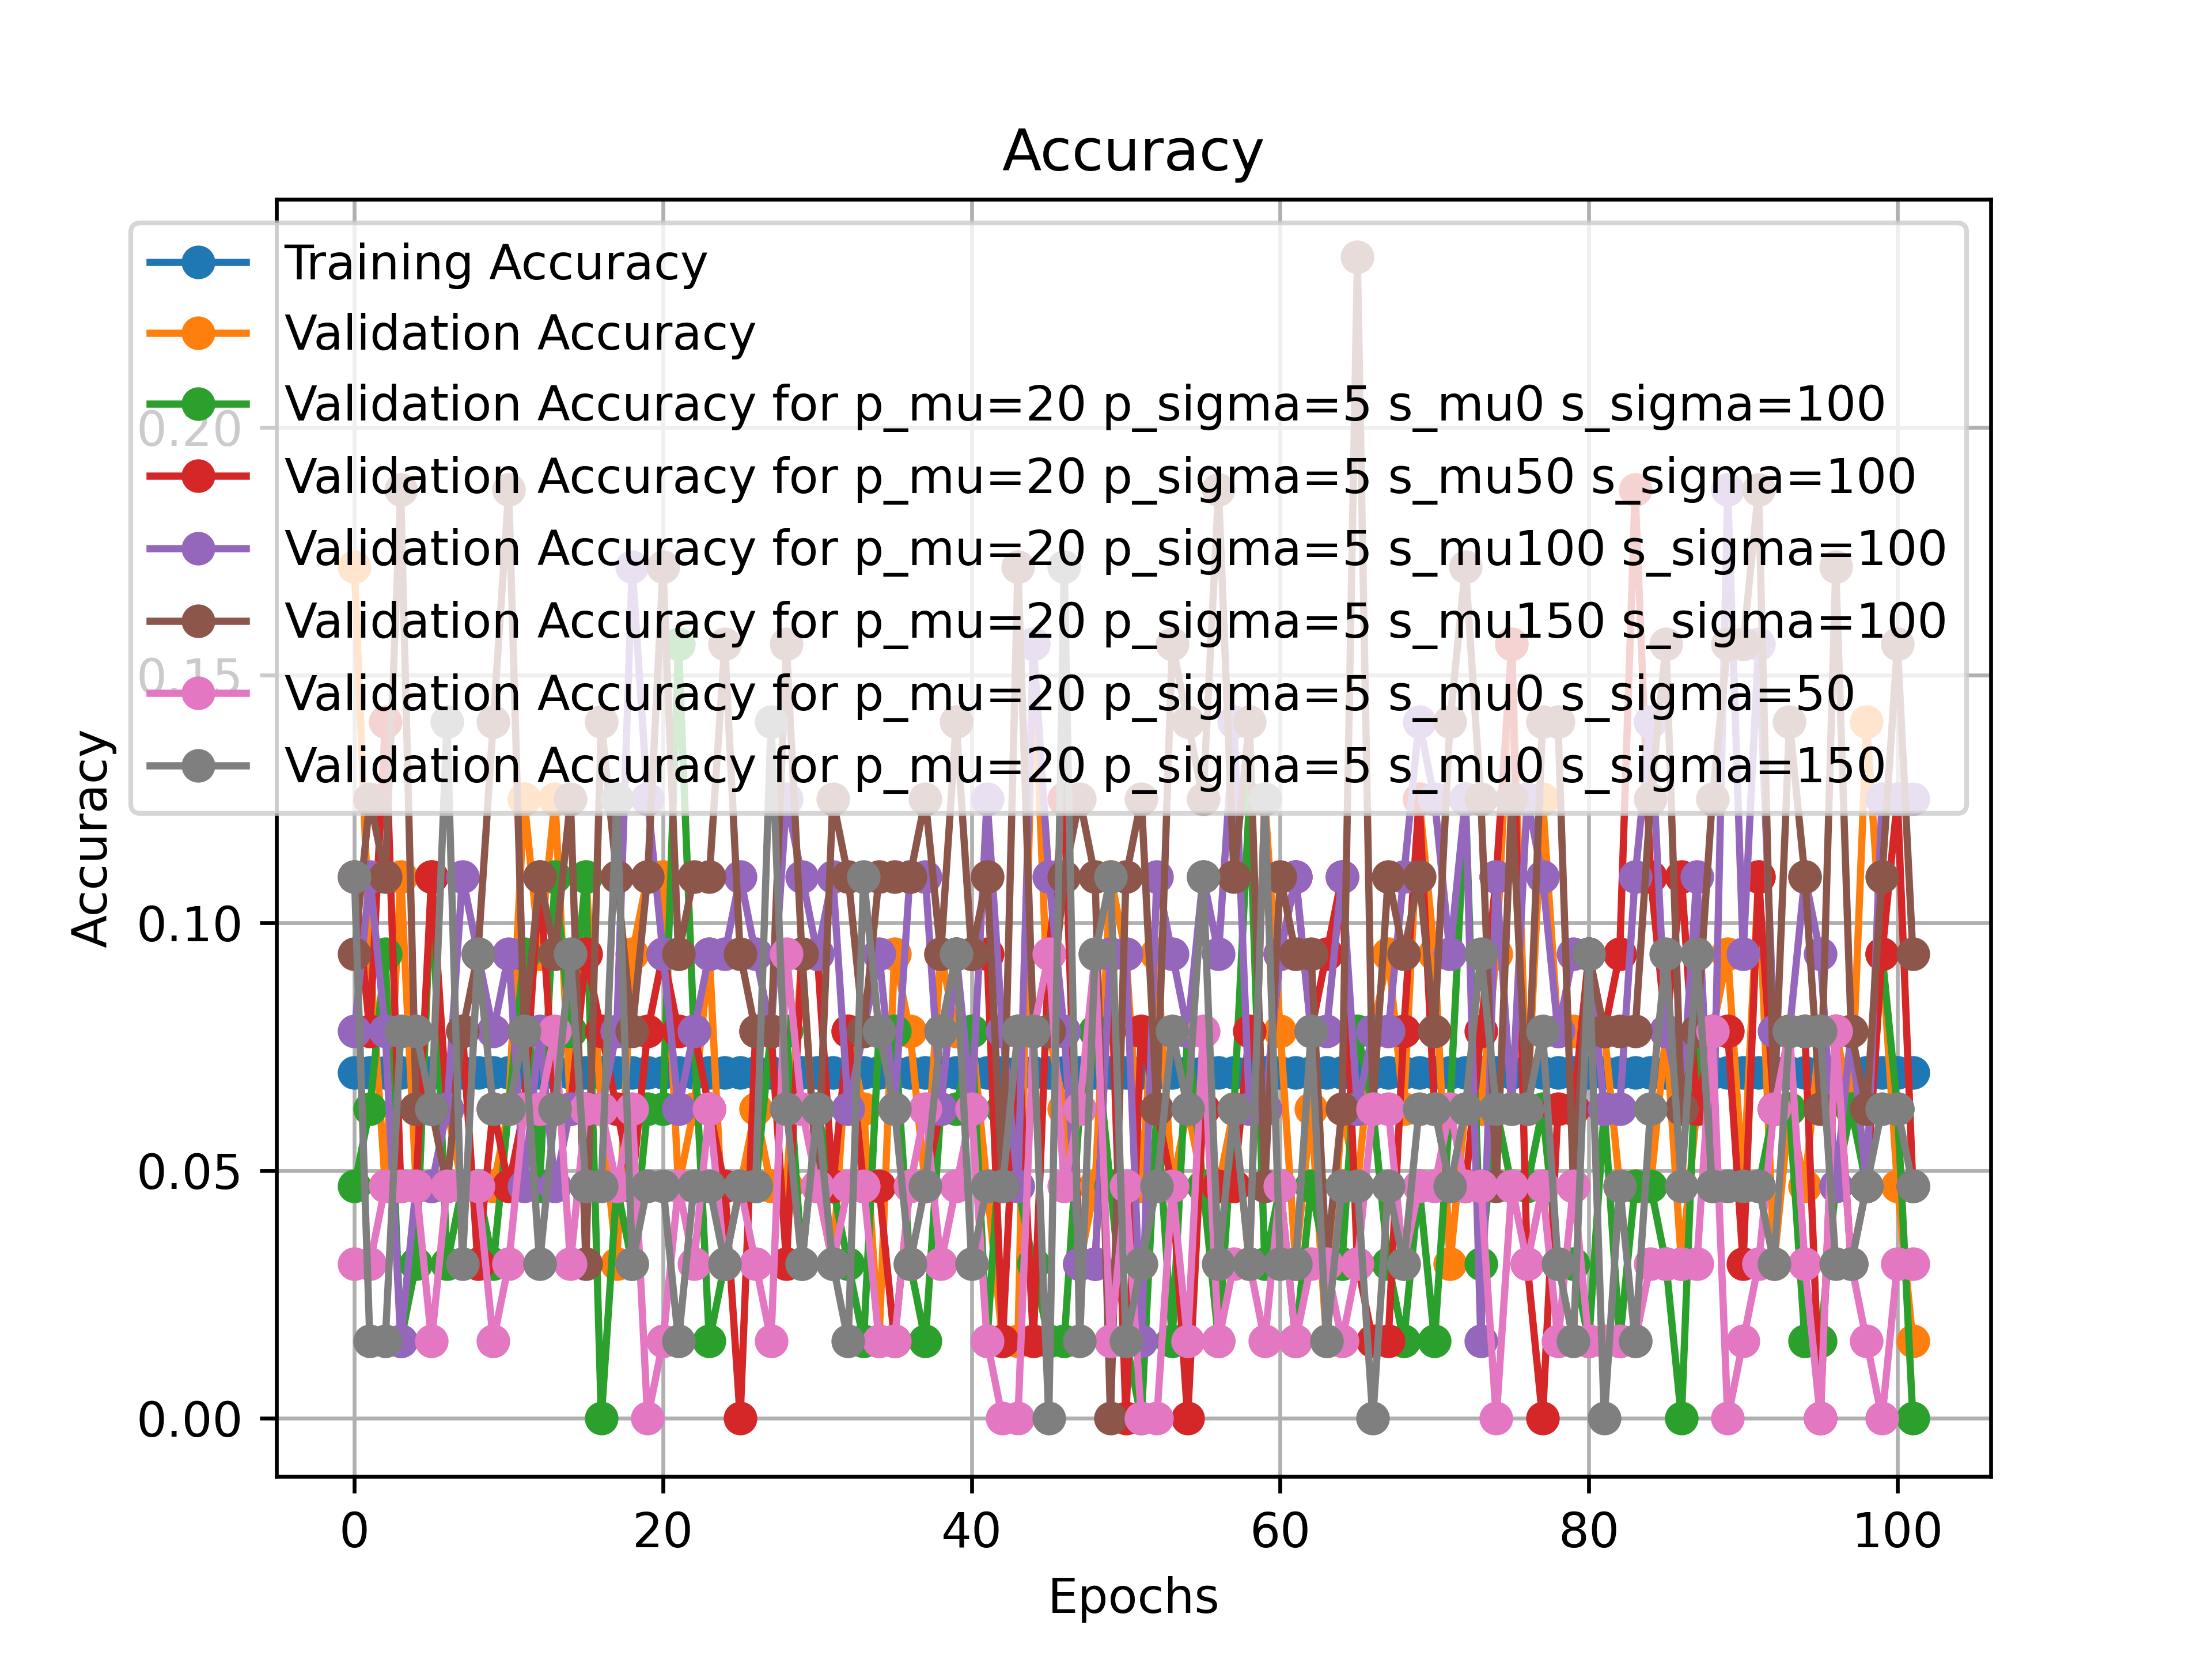 Accuracy
Training Accuracy
Validation Accuracy
Validation Accuracy for p_mu=20 p_sigma=5 s_mu0 s_sigma=100
Validation Accuracy for p_mu=20 p_sigma=5 s_mu50 s_sigma=100
Validation Accuracy for p_mu=20 p_sigma=5 s_mu100 s_sigma=100
Validation Accuracy for p_mu=20 p_sigma=5 s_mu150 s_sigma=100
Validation Accuracy for p_mu=20 p_sigma=5 s_mu0 s_sigma=50
Validation Accuracy for p_mu=20 p_sigma=5 s_mu0 s_sigma=150
0.20
0.15
0.10
0.05
0.00
Accuracy
0 20 40 60 80 100
Epochs